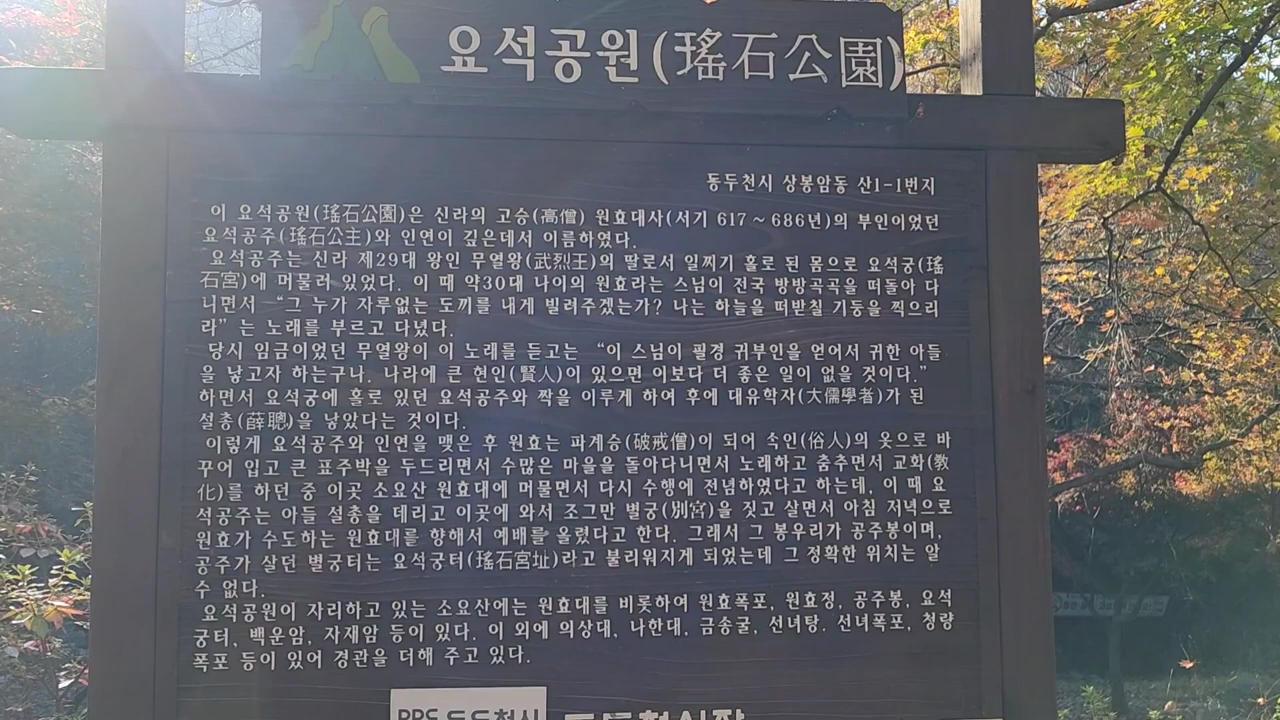 요석공원(瑤石公園)
동두천시 상봉암동 산1-1번지
이 요석공원(瑤石公園)은 신라의 고승(高僧) 원효대사(서기 617 ~ 686년)의 부인이었던
요석공주(瑤石公主)와 인연이 깊은데서 이름하였다.
요석공주는 신라 제29대 왕인 무열왕(武烈王)의 딸로서 일찌기 홀로 된 몸으로 요석궁(瑤
石宮)에 머물러 있었다. 이 때 약30대 나이의 원효라는 스님이 전국 방방곡곡을 떠돌아 다
니면서 “그 누가 자루없는 도끼를 내게 빌려주겠는가? 나는 하늘을 떠받칠 기둥을 찍으리
라” 는 노래를 부르고 다녔다.
당시 임금이었던 무열왕이 이 노래를 듣고는 “이 스님이 필경 귀부인을 얻어서 귀한 아들
을 낳고자 하는구나. 나라에 큰 현인(賢人)이 있으면 이보다 더 좋은 일이 없을 것이다.”
하면서 요석궁에 홀로 있던 요석공주와 짝을 이루게 하여 후에 대유학자(大儒學者)가 된
설총(薛聰)을 낳았다는 것이다.
이렇게 요석공주와 인연을 맺은 후 원효는 파계승(破戒僧)이 되어 속인(俗人)의 옷으로 바
꾸어 입고 큰 표주박을 두드리면서 수많은 마을을 돌아다니면서 노래하고 춤추면서 교화(敎
化)를 하던 중 이곳 소요산 원효대에 머물면서 다시 수행에 전념하였다고 하는데, 이 때 요
석공주는 아들 설총을 데리고 이곳에 와서 조그만 별궁(別宮)을 짓고 살면서 아침 저녁으로
원효가 수도하는 원효대를 향해서 예배를 올렸다고 한다. 그래서 그 봉우리가 공주봉이며,
공주가 살던 별궁터는 요석궁터(瑤石宮址)라고 불리워지게 되었는데 그 정확한 위치는 알
수 없다.
요석공원이 자리하고 있는 소요산에는 원효대를 비롯하여 원효폭포, 원효정, 공주봉, 요석
궁터, 백운암, 자재암 등이 있다. 이 외에 의상대, 나한대, 금송굴, 선녀탕. 선녀폭포, 청량
폭포 등이 있어 경관을 더해 주고 있다.
동두천시 동두천시장